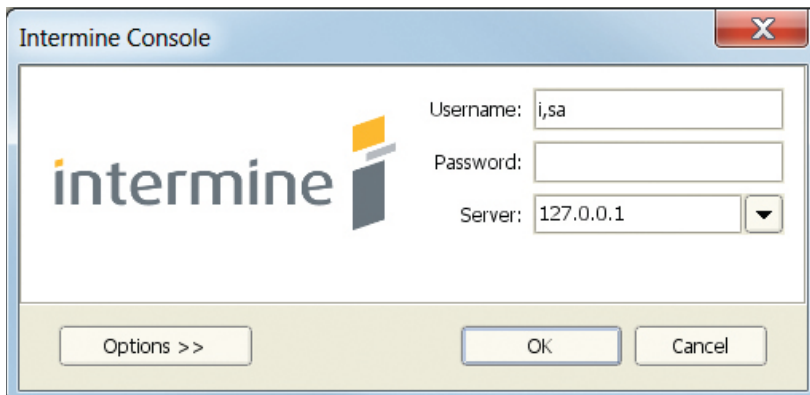 Intermine Console
X
intermine
Username: i,sa
Password:
Server: 127.0.0.1
Options >>
OK
Cancel